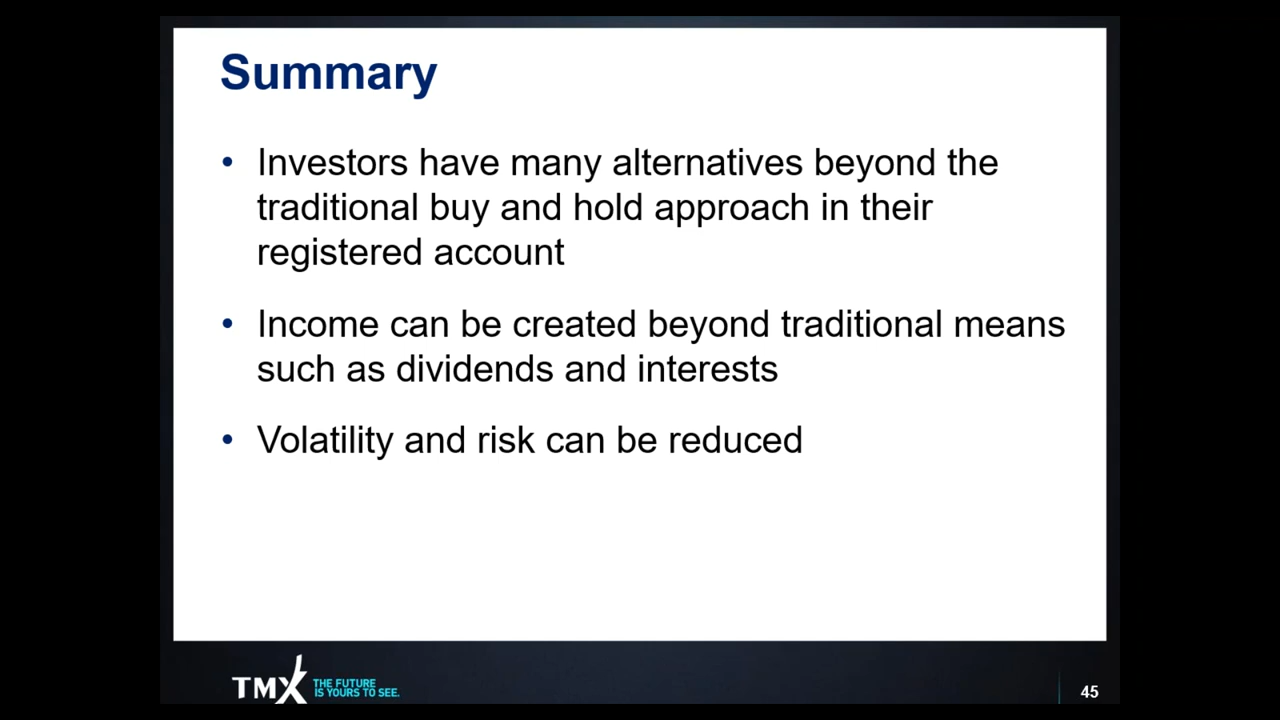 Summary
• Investors have many alternatives beyond the
traditional buy and hold approach in their
registered account
• Income can be created beyond traditional means
such as dividends and interests
• Volatility and risk can be reduced
TMX THE FUTURE
IS YOURS TO SEE.
45